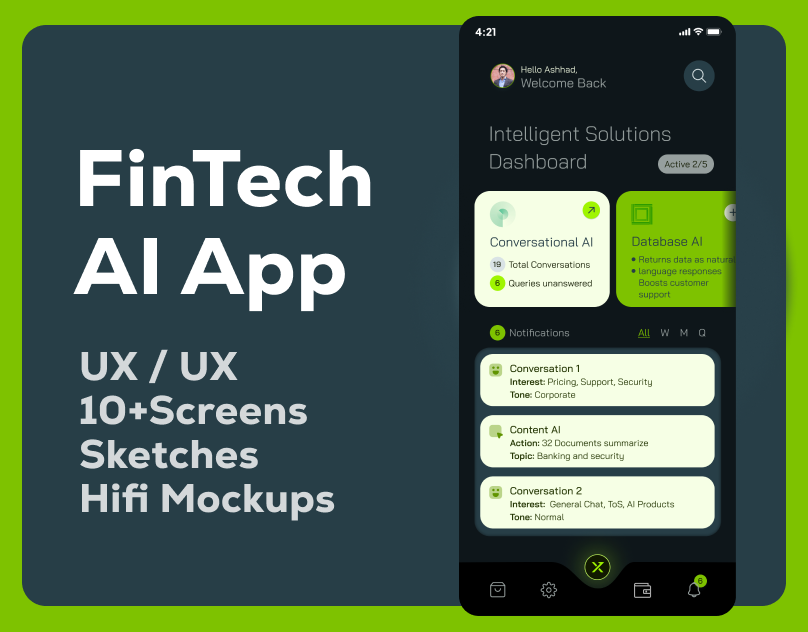 FinTech
AI App
UX / UX
10+Screens
Sketches
Hifi Mockups
4:21
Hello Ashhad,
Welcome Back
Intelligent Solutions
Dashboard
Active 2/5
Conversational AI
19 Total Conversations
6 Queries unanswered
Database AI
• Returns data as natural
• language responses
Boosts customer
support
6 Notifications
All W M Q
Conversation 1
Interest: Pricing, Support, Security
Tone: Corporate
Content AI
Action: 32 Documents summarize
Topic: Banking and security
Conversation 2
Interest: General Chat, ToS, AI Products
Tone: Normal
6